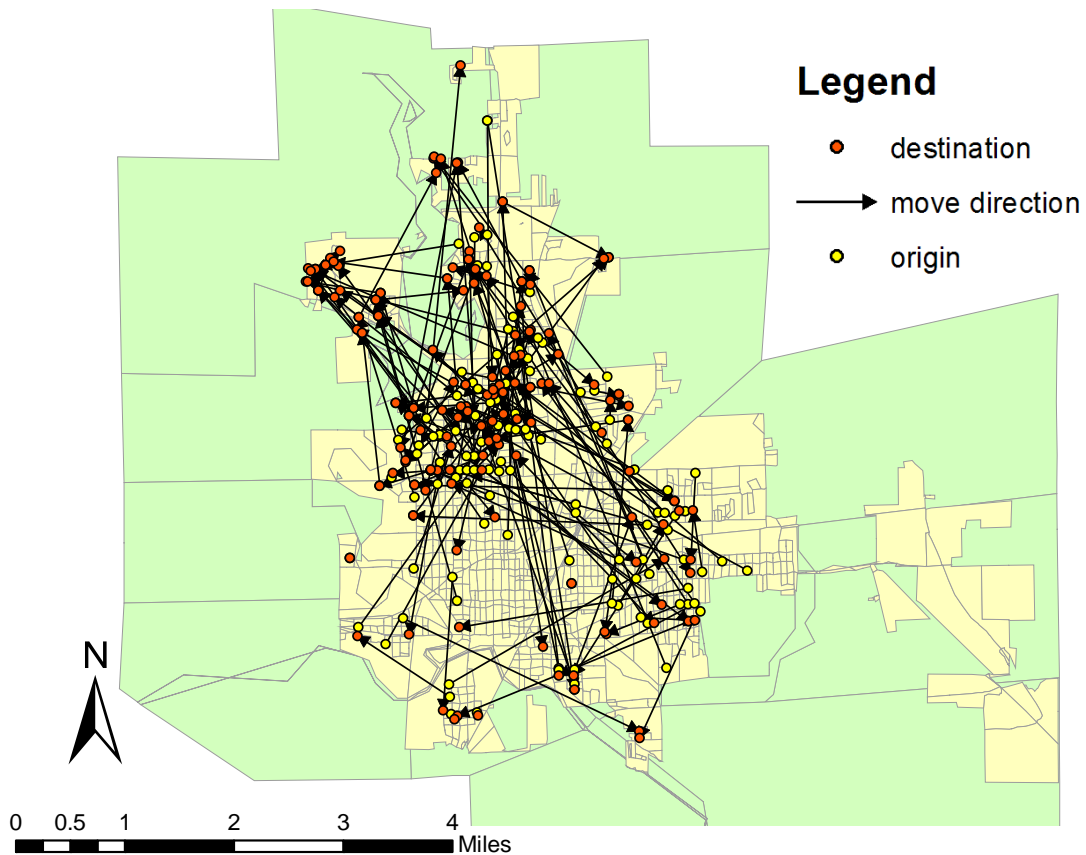 Legend
destination
move direction
origin
N
0 0.5 1 2 3 4
Miles